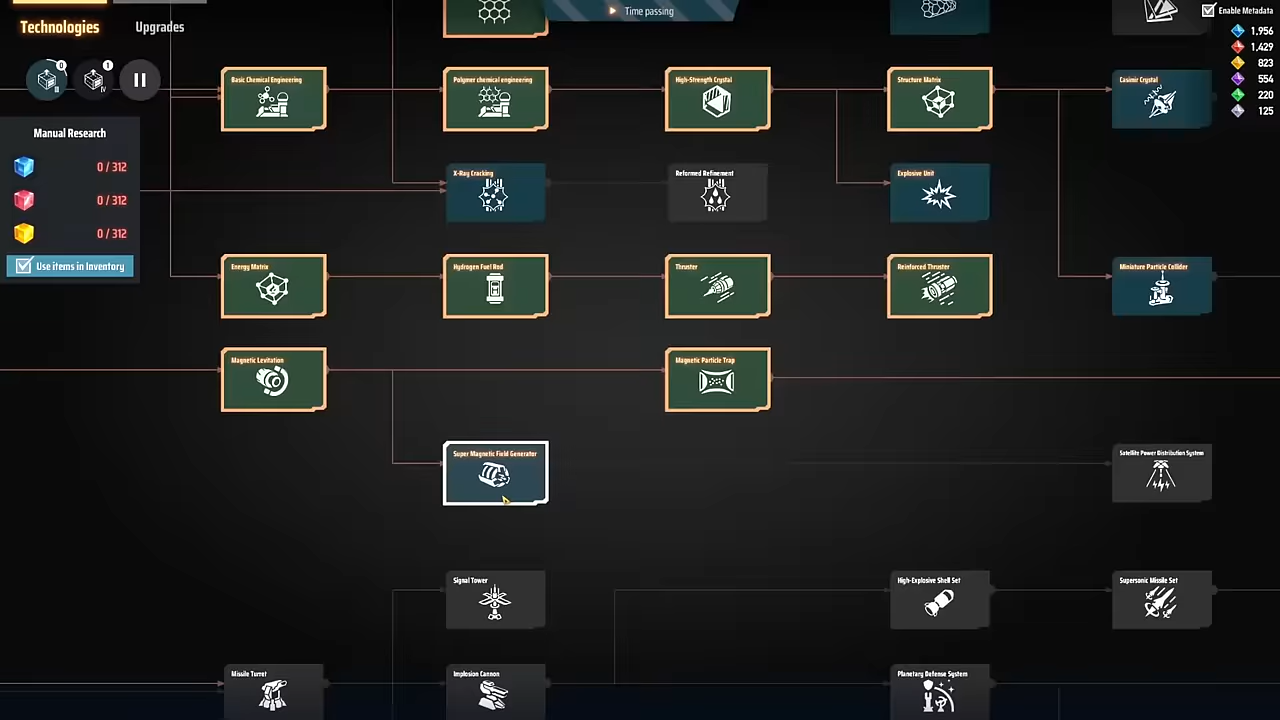 Technologies
Upgrades
Time passing
Enable Metadata
1,956
1,429
823
554
220
125
0
III
1
IV
Basic Chemical Engineering
Polymer chemical engineering
High-Strength Crystal
Structure Matrix
Casimir Crystal
Manual Research
0 / 312
0 / 312
0 / 312
Use items in Inventory
X-Ray Cracking
Reformed Refinement
Explosive Unit
Energy Matrix
Hydrogen Fuel Rod
Thruster
Reinforced Thruster
Miniature Particle Collider
Magnetic Levitation
Magnetic Particle Trap
Super Magnetic Field Generator
Satellite Power Distribution System
Signal Tower
High-Explosive Shell Set
Supersonic Missile Set
Missile Turret
Implosion Cannon
Planetary Defense System